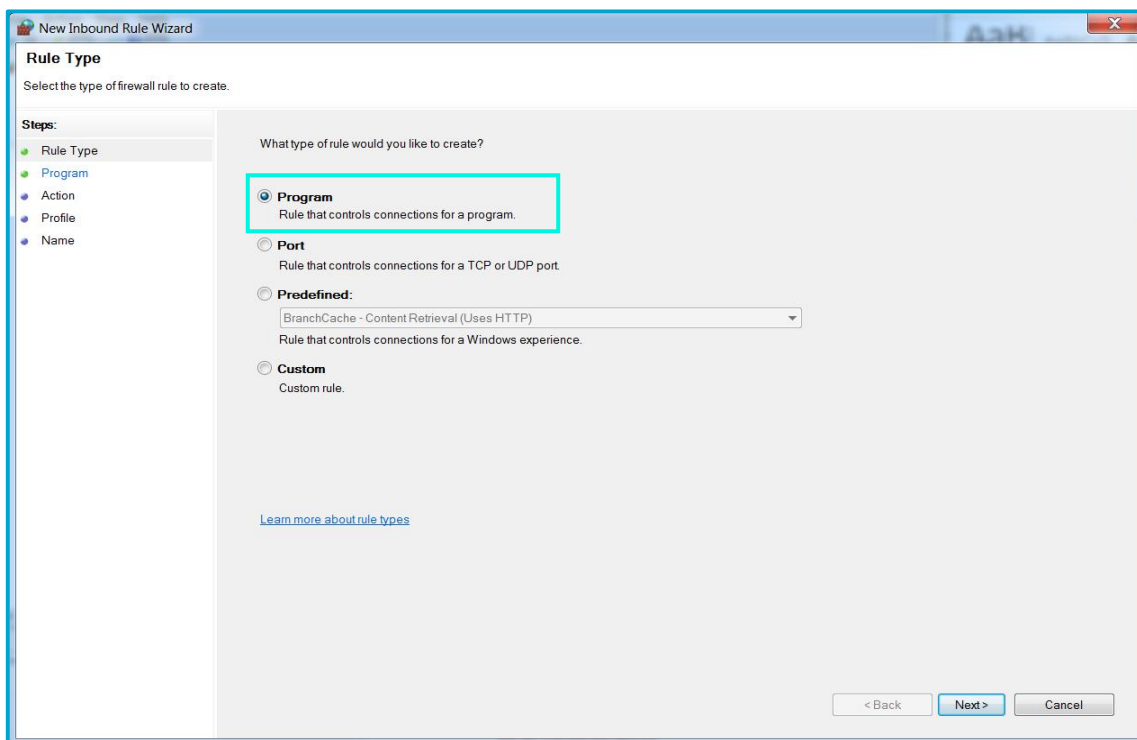 New Inbound Rule Wizard
Rule Type
Select the type of firewall rule to create.
Steps:
Rule Type
Program
Action
Profile
Name
What type of rule would you like to create?
Program
Rule that controls connections for a program.
Port
Rule that controls connections for a TCP or UDP port.
Predefined:
BranchCache - Content Retrieval (Uses HTTP)
Rule that controls connections for a Windows experience.
Custom
Custom rule.
Learn more about rule types
< Back
Next >
Cancel